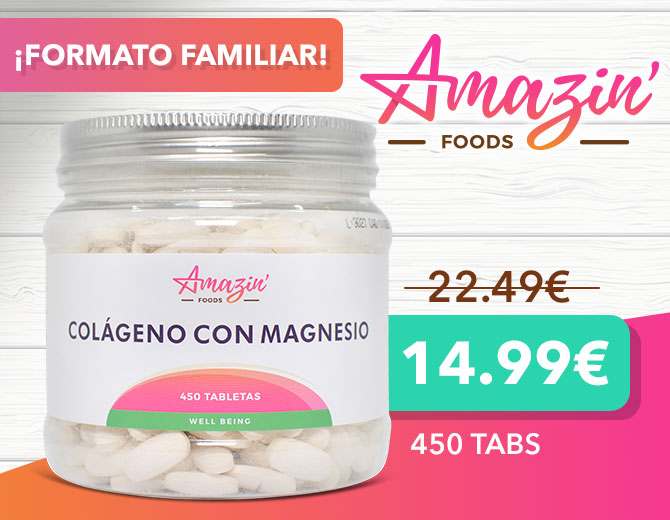 ¡FORMATO FAMILIAR!
Amazin'
FOODS
22.49€
14.99€
450 TABS
Amazin'
FOODS
COLÁGENO CON MAGNESIO
450 TABLETAS
WELL BEING